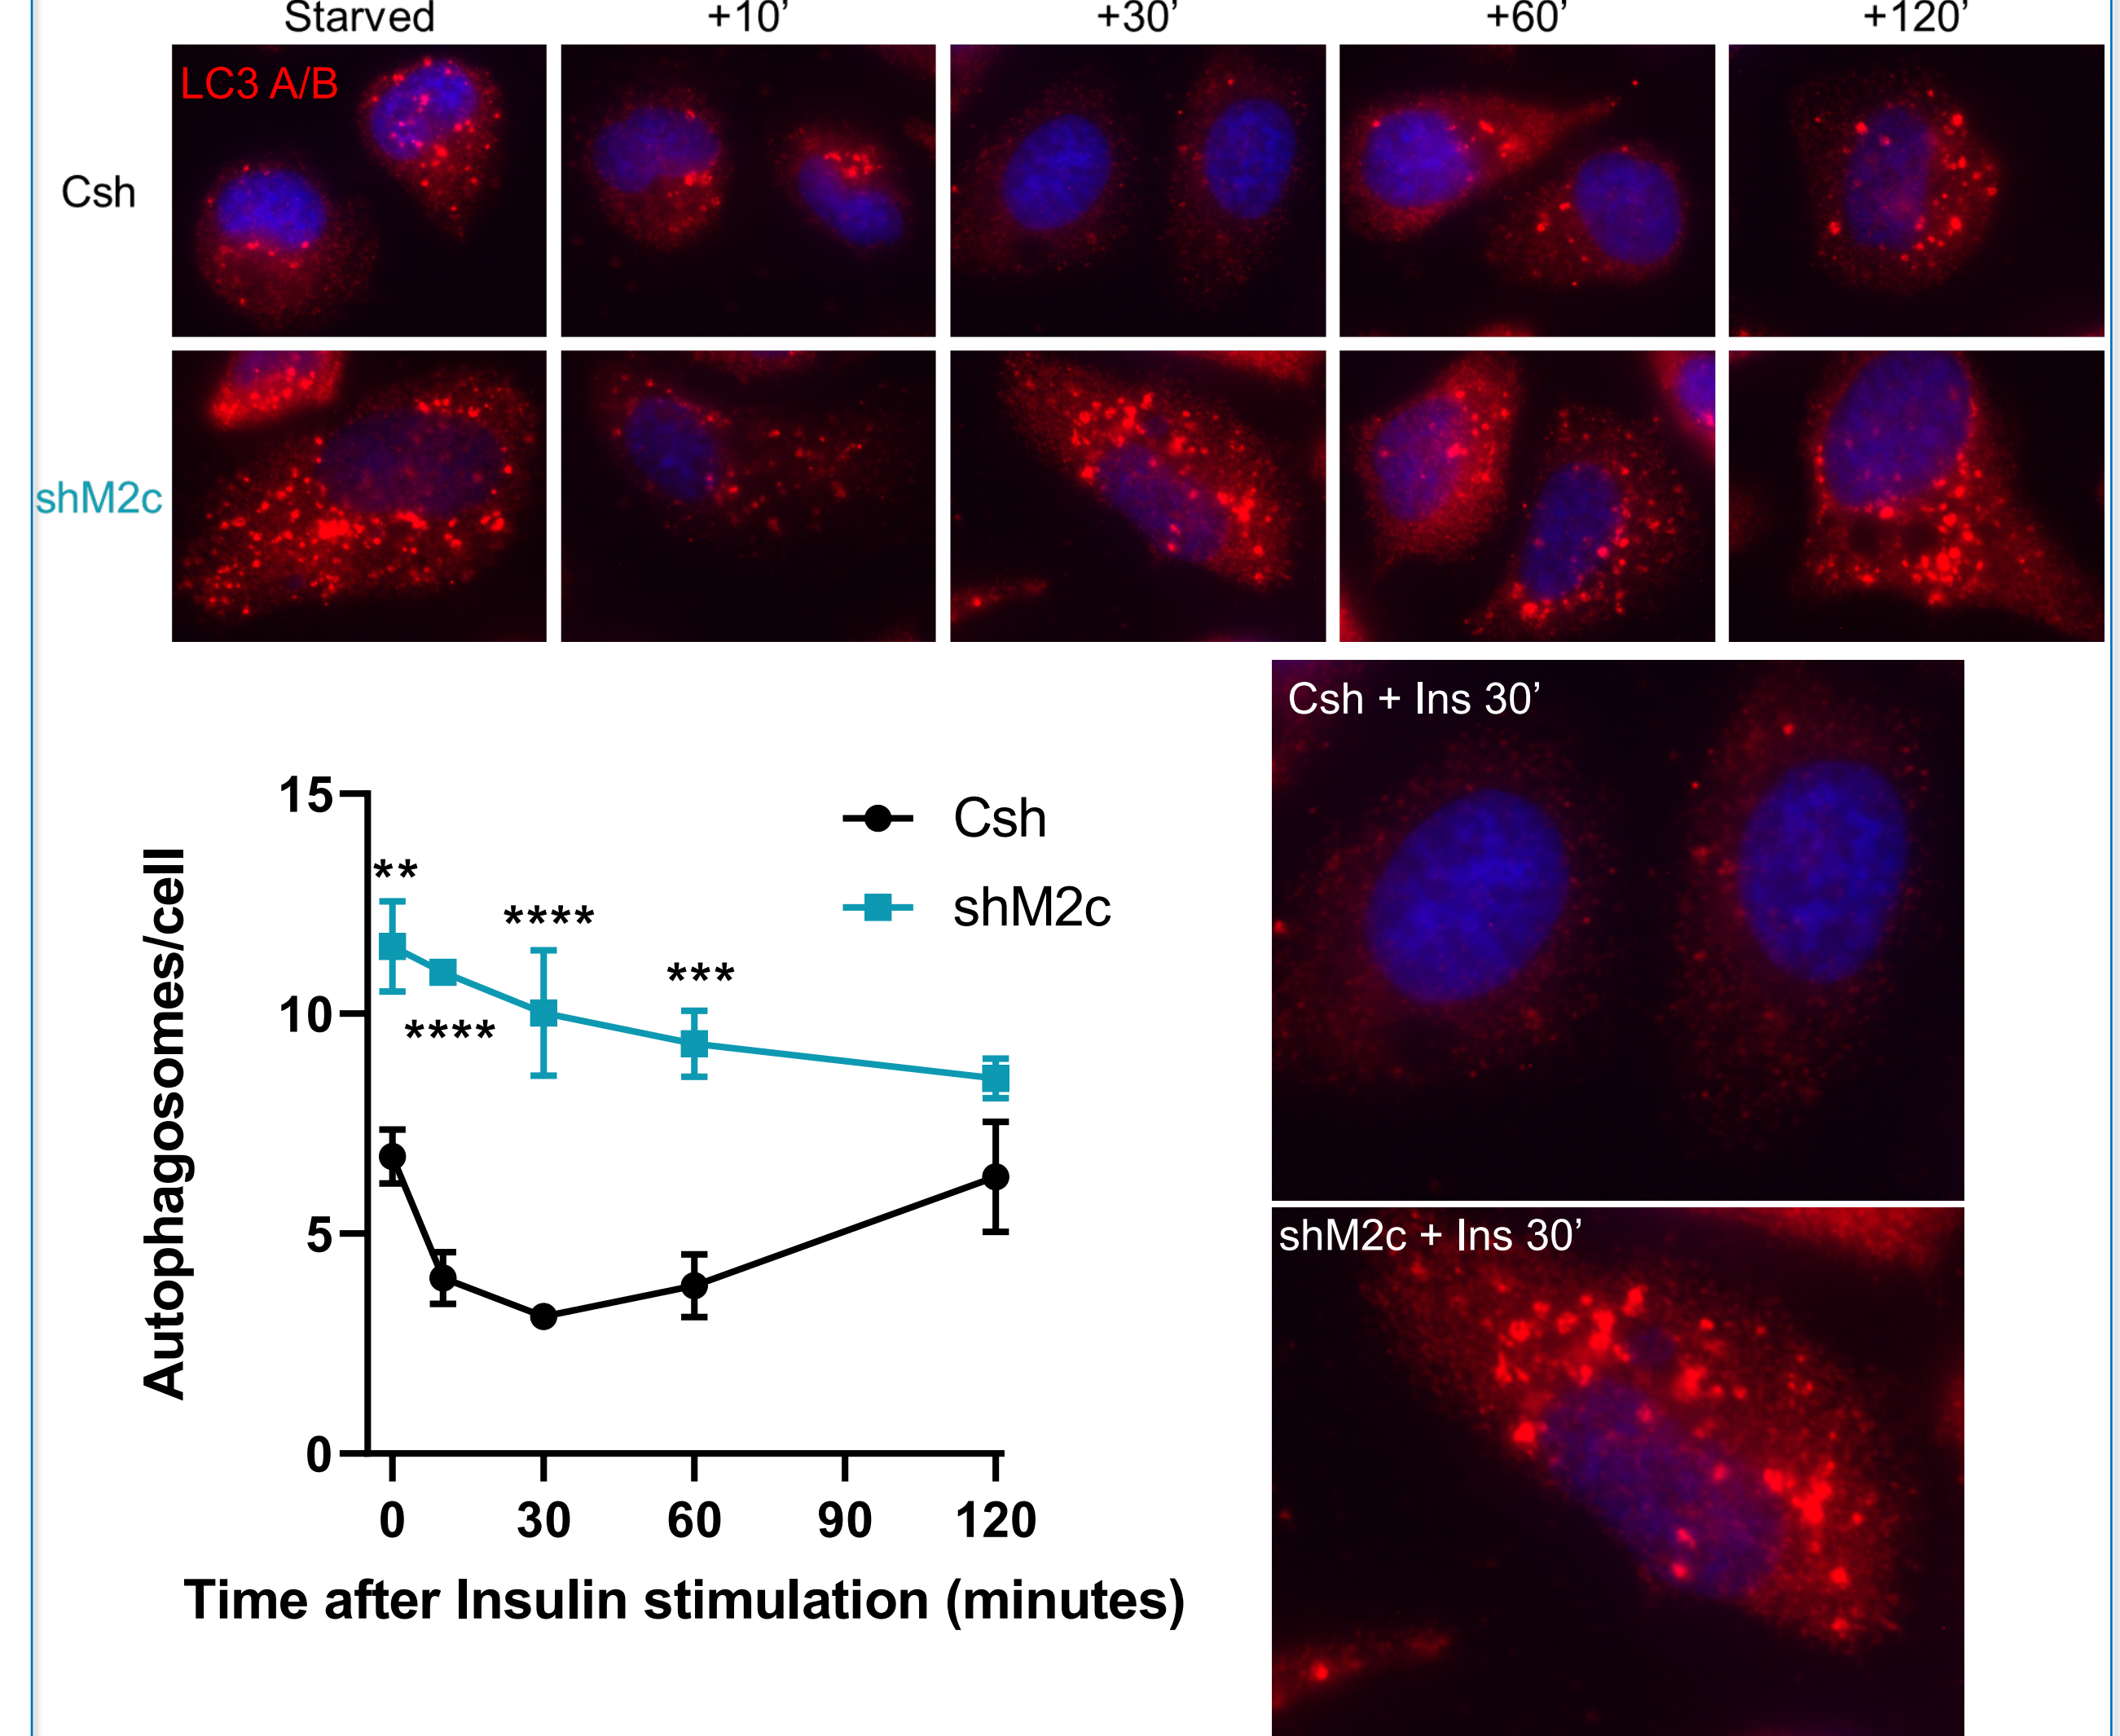 Starved +10’ +30’ +60’ +120’
LC3 A/B
Csh
shM2c
Csh + Ins 30’
shM2c + Ins 30’
Csh
shM2c
**
****
****
***
Autophagosomes/cell
15
10
5
0
0 30 60 90 120
Time after Insulin stimulation (minutes)